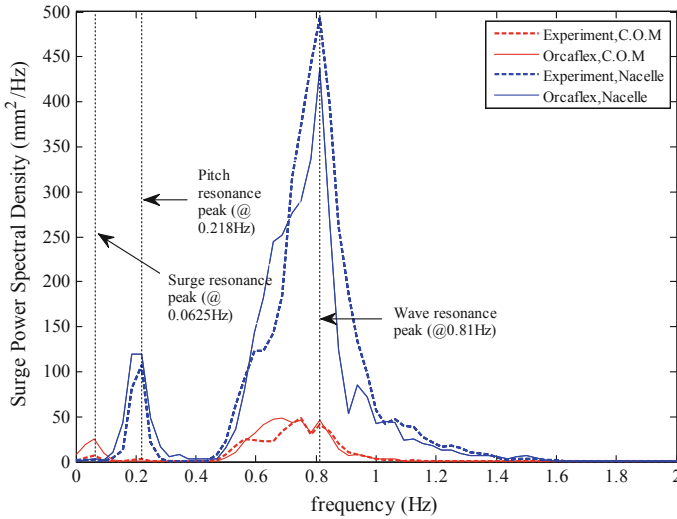 500
450
400
350
300
250
200
150
100
50
0
Surge Power Spectral Density (mm²/Hz)
Experiment,C.O.M
Orcaflex,C.O.M
Experiment,Nacelle
Orcaflex,Nacelle
Pitch
resonance
peak (@
0.218Hz)
Surge resonance
peak (@
0.0625Hz)
Wave resonance
peak (@0.81Hz)
0 0.2 0.4 0.6 0.8 1 1.2 1.4 1.6 1.8 2
frequency (Hz)